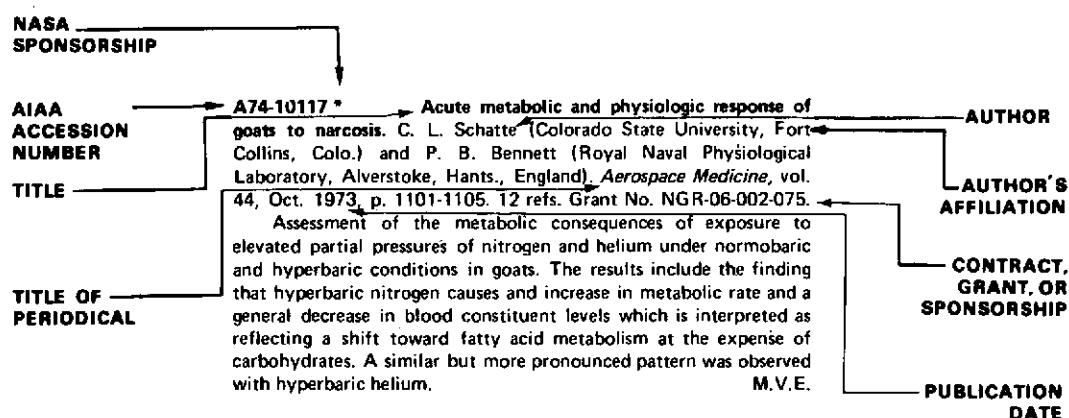 NASA
SPONSORSHIP
AIAA
ACCESSION
NUMBER
TITLE
TITLE OF
PERIODICAL
A74-10117 * Acute metabolic and physiologic response of
goats to narcosis. C. L. Schatte (Colorado State University, Fort
Collins, Colo.) and P. B. Bennett (Royal Naval Physiological
Laboratory, Alverstoke, Hants., England). Aerospace Medicine, vol.
44, Oct. 1973, p. 1101-1105. 12 refs. Grant No. NGR-06-002-075.
Assessment of the metabolic consequences of exposure to
elevated partial pressures of nitrogen and helium under normobaric
and hyperbaric conditions in goats. The results include the finding
that hyperbaric nitrogen causes and increase in metabolic rate and a
general decrease in blood constituent levels which is interpreted as
reflecting a shift toward fatty acid metabolism at the expense of
carbohydrates. A similar but more pronounced pattern was observed
with hyperbaric helium. M.V.E.
AUTHOR
AUTHOR'S
AFFILIATION
CONTRACT,
GRANT, OR
SPONSORSHIP
PUBLICATION
DATE